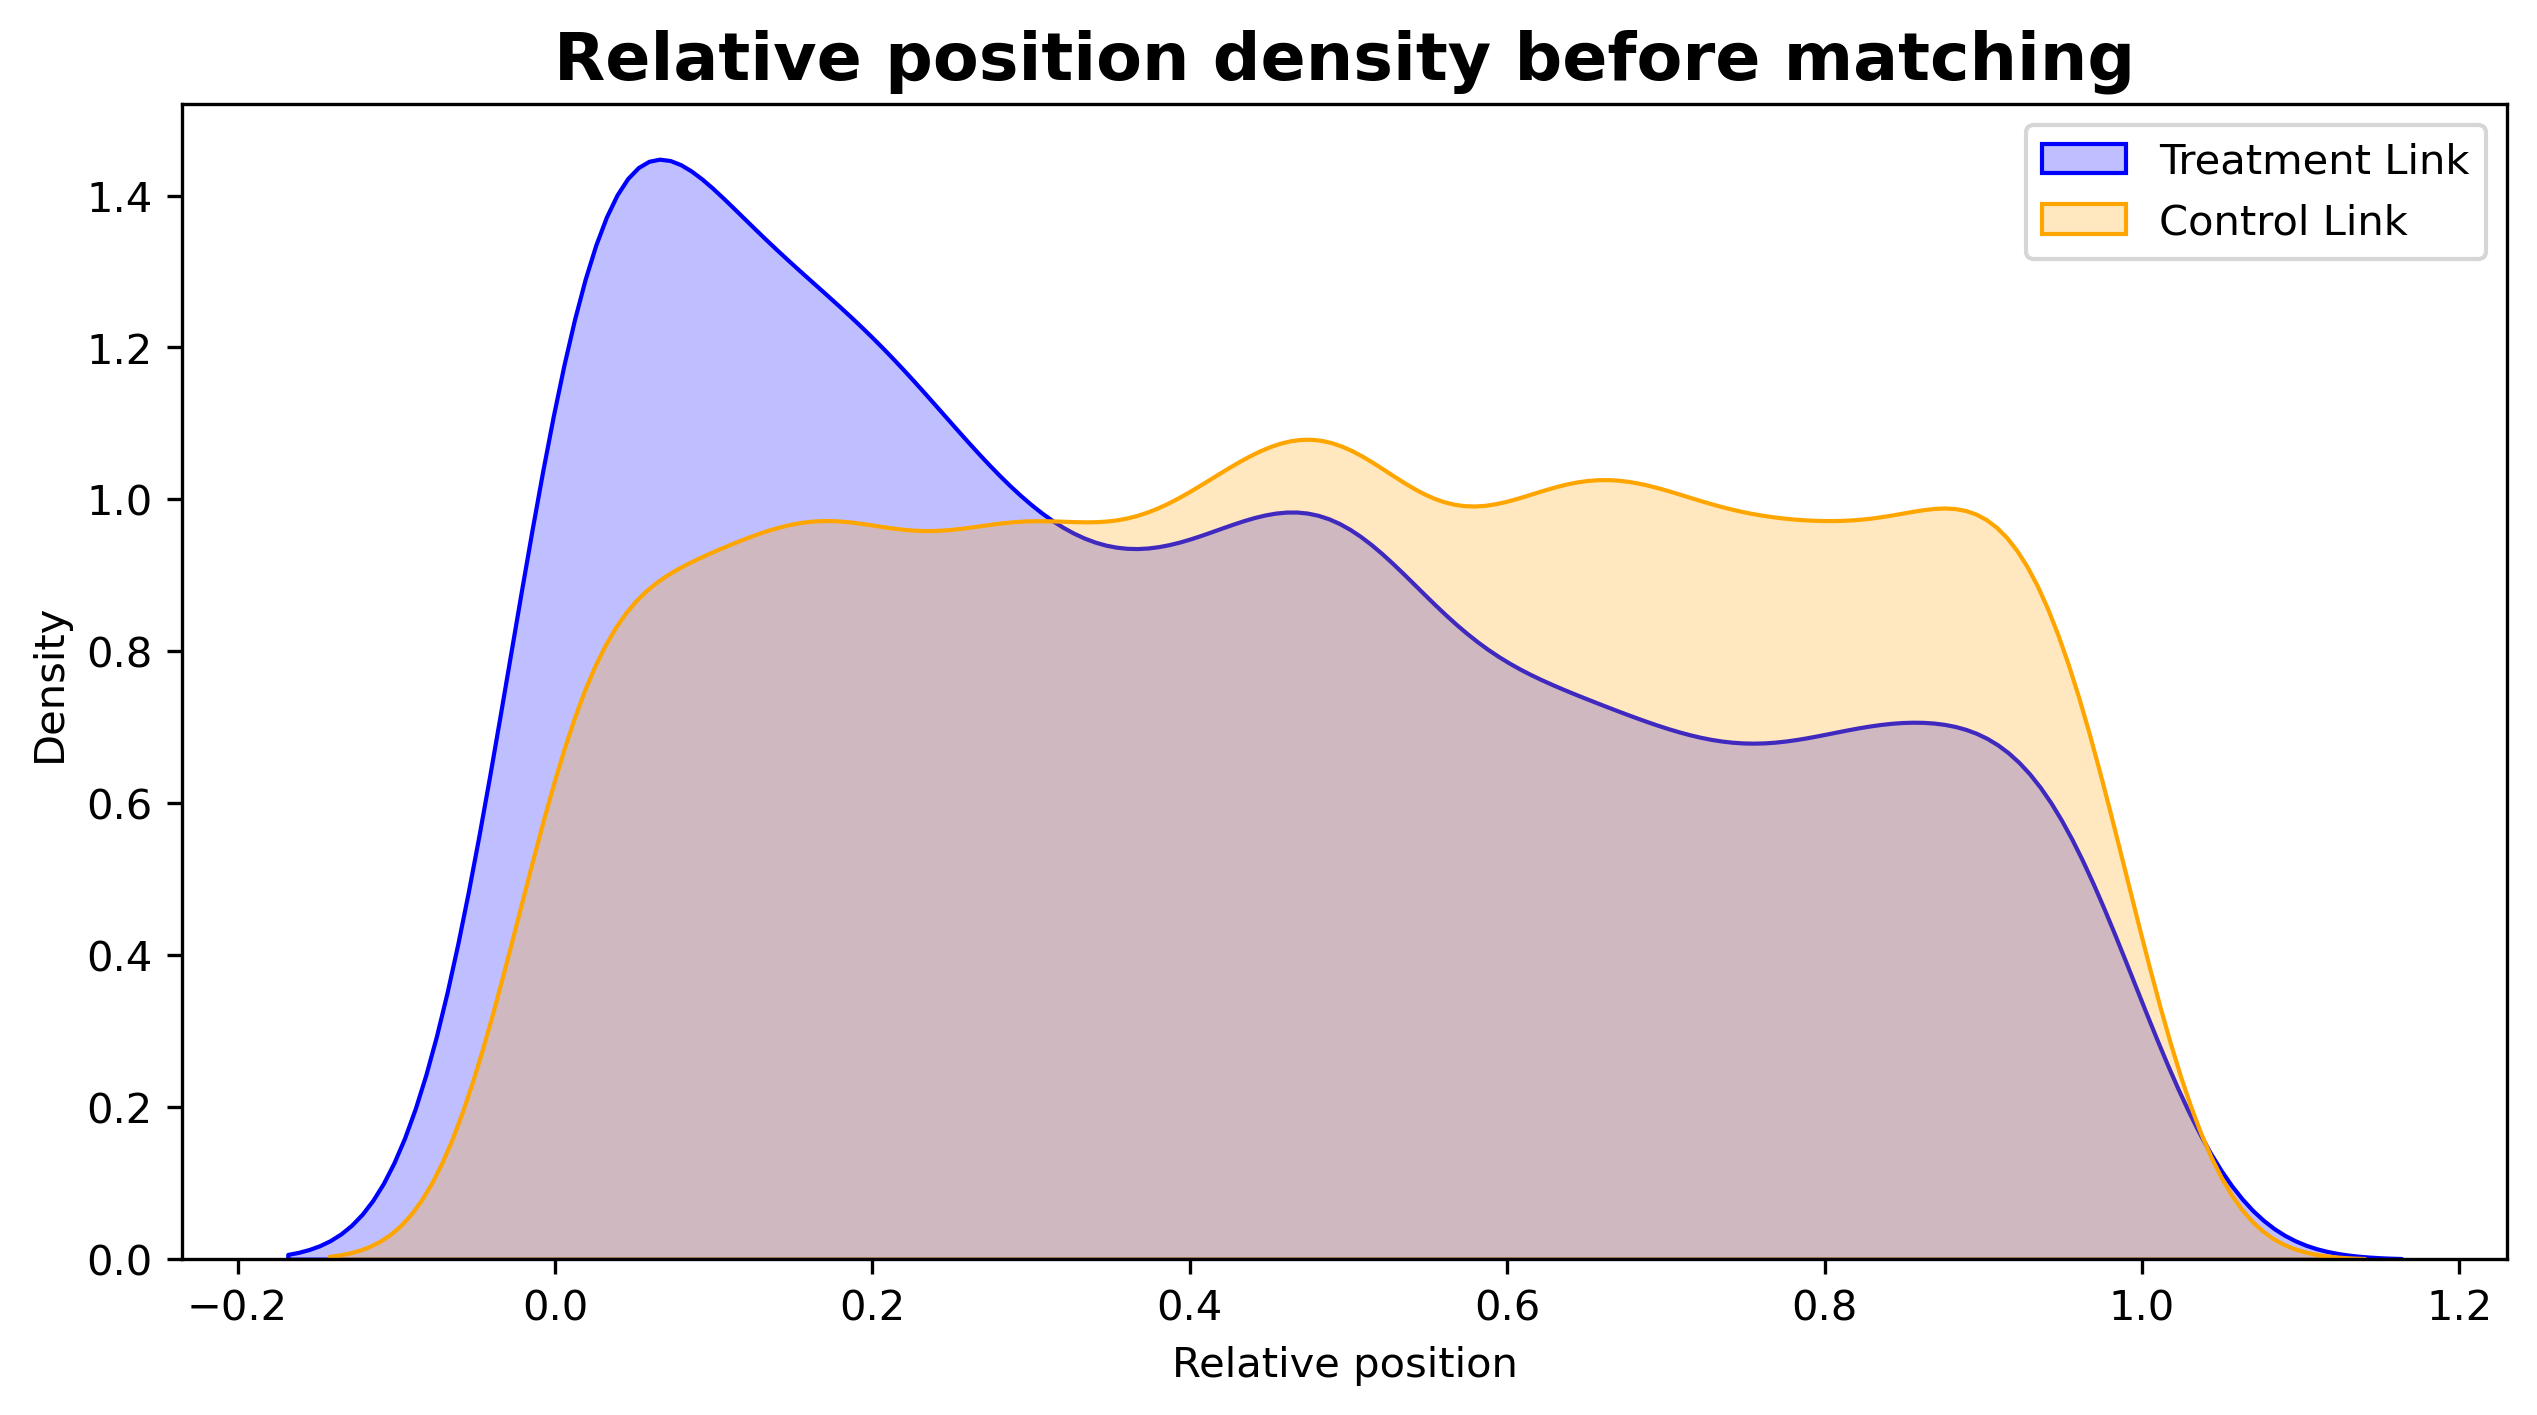 Relative position density before matching
Treatment Link
Control Link
Density
1.4
1.2
1.0
0.8
0.6
0.4
0.2
0.0
−0.2 0.0 0.2 0.4 0.6 0.8 1.0 1.2
Relative position